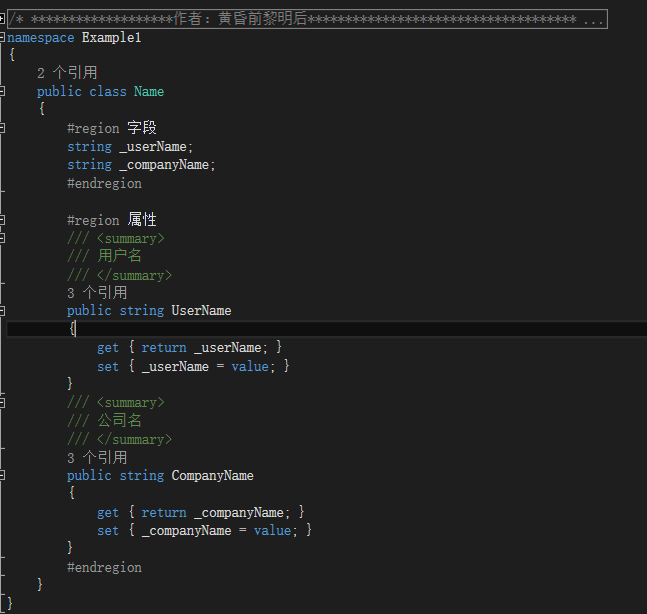 /* *******************作者: 黄昏前黎明后************************************ ...
namespace Example1
{
2 个引用
public class Name
{
#region 字段
string _userName;
string _companyName;
#endregion
#region 属性
/// <summary>
/// 用户名
/// </summary>
3 个引用
public string UserName
{
get { return _userName; }
set { _userName = value; }
}
/// <summary>
/// 公司名
/// </summary>
3 个引用
public string CompanyName
{
get { return _companyName; }
set { _companyName = value; }
}
#endregion
}
}